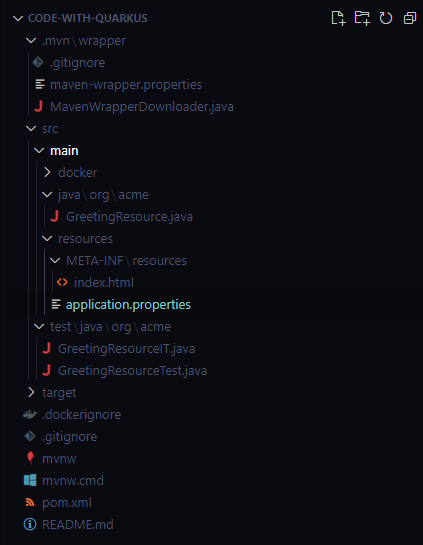 CODE-WITH-QUARKUS
.mvn\wrapper
.gitignore
maven-wrapper.properties
MavenWrapperDownloader.java
src
main
docker
java\org\acme
GreetingResource.java
resources
META-INF\resources
index.html
application.properties
test\java\org\acme
GreetingResourceIT.java
GreetingResourceTest.java
target
.dockerignore
.gitignore
mvnw
mvnw.cmd
pom.xml
README.md